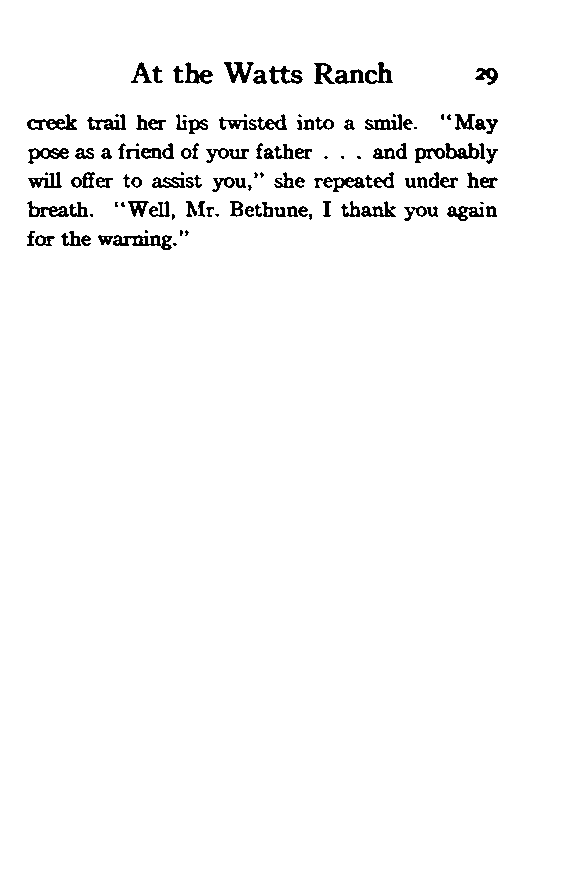 At the Watts Ranch 29
creek trail her lips twisted into a smile. "May
pose as a friend of your father . . . and probably
will offer to assist you," she repeated under her
breath. "Well, Mr. Bethune, I thank you again
for the warning."